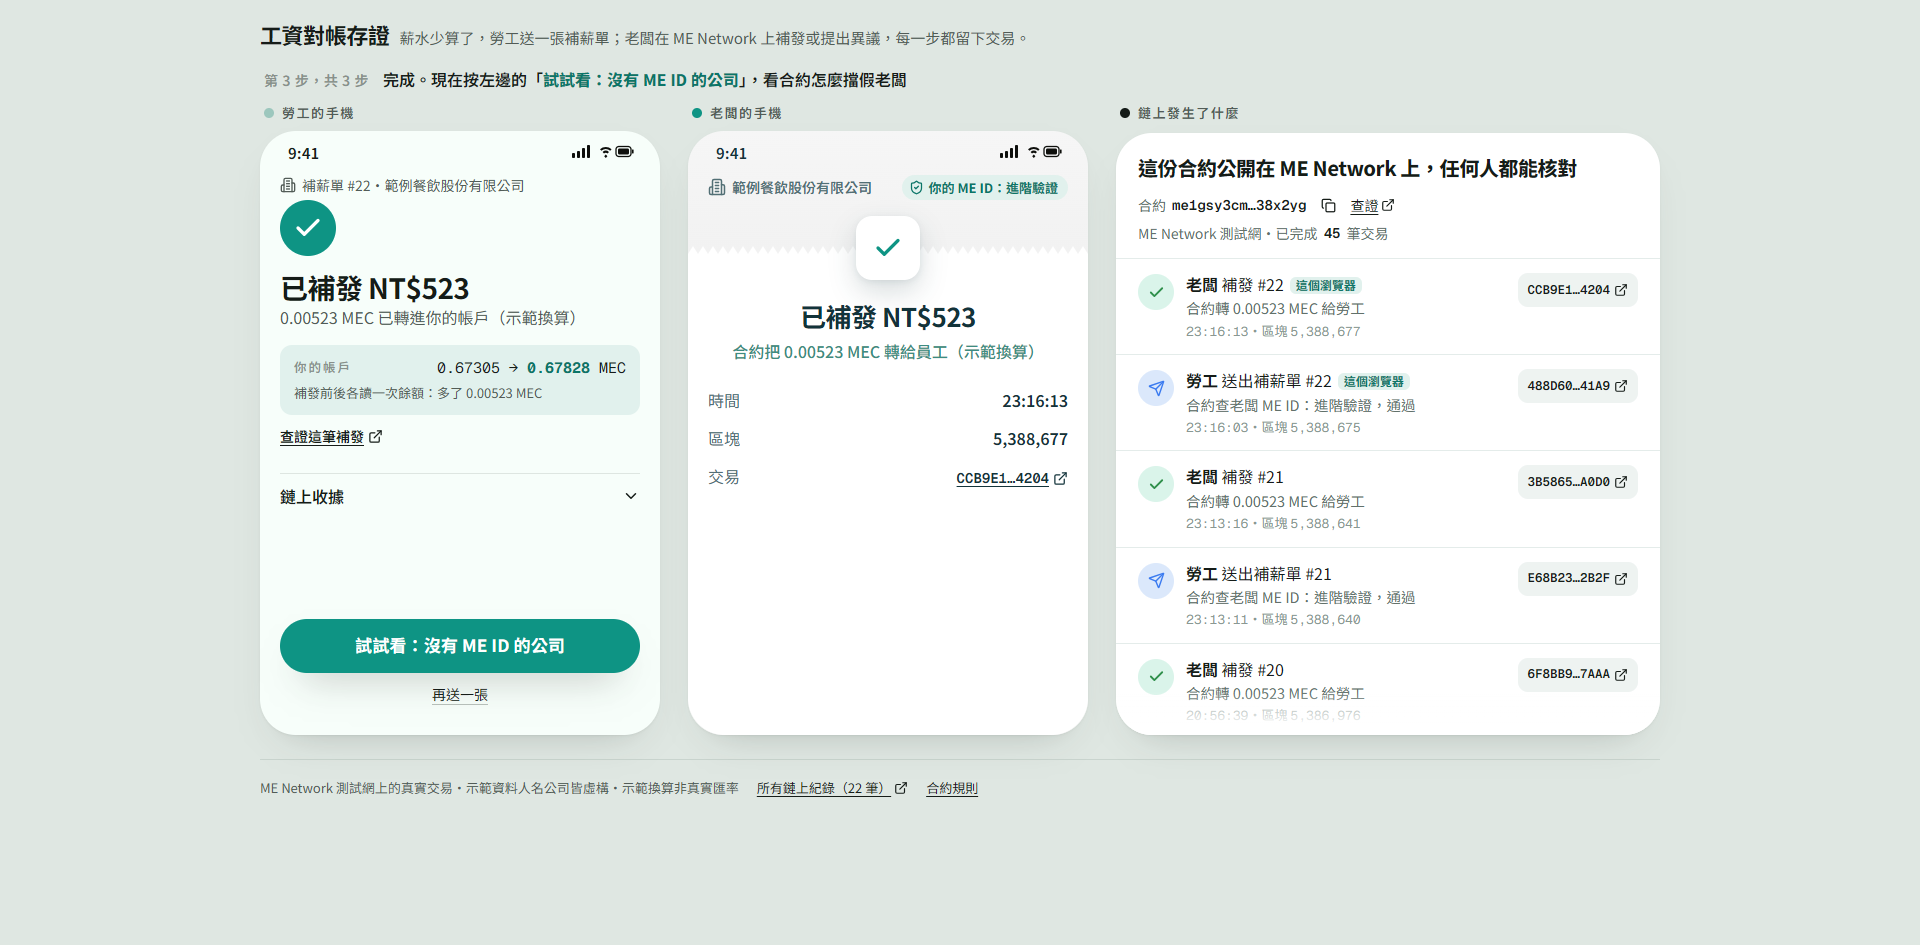 工資對帳存證 薪水少算了，勞工送一張補薪單；老闆在 ME Network 上補發或提出異議，每一步都留下交易。
第 3 步，共 3 步 完成。現在按左邊的「試試看：沒有 ME ID 的公司」，看合約怎麼擋假老闆
勞工的手機
9:41
補薪單 #22・範例餐飲股份有限公司
已補發 NT$523
0.00523 MEC 已轉進你的帳戶（示範換算）
你的帳戶 0.67305 → 0.67828 MEC
補發前後各讀一次餘額：多了 0.00523 MEC
查證這筆補發
鏈上收據
試試看：沒有 ME ID 的公司
再送一張
老闆的手機
9:41
範例餐飲股份有限公司 你的 ME ID：進階驗證
已補發 NT$523
合約把 0.00523 MEC 轉給員工（示範換算）
時間 23:16:13
區塊 5,388,677
交易 CCB9E1…4204
鏈上發生了什麼
這份合約公開在 ME Network 上，任何人都能核對
合約 me1gsy3cm…38x2yg 查證
ME Network 測試網・已完成 45 筆交易
老闆 補發 #22 這個瀏覽器 CCB9E1…4204
合約轉 0.00523 MEC 給勞工
23:16:13・區塊 5,388,677
勞工 送出補薪單 #22 這個瀏覽器 488D60…41A9
合約查老闆 ME ID：進階驗證，通過
23:16:03・區塊 5,388,675
老闆 補發 #21 3B5865…A0D0
合約轉 0.00523 MEC 給勞工
23:13:16・區塊 5,388,641
勞工 送出補薪單 #21 E68B23…2B2F
合約查老闆 ME ID：進階驗證，通過
23:13:11・區塊 5,388,640
老闆 補發 #20 6F8BB9…7AAA
合約轉 0.00523 MEC 給勞工
20:56:39・區塊 5,386,976
ME Network 測試網上的真實交易・示範資料人名公司皆虛構・示範換算非真實匯率 所有鏈上紀錄（22 筆） 合約規則